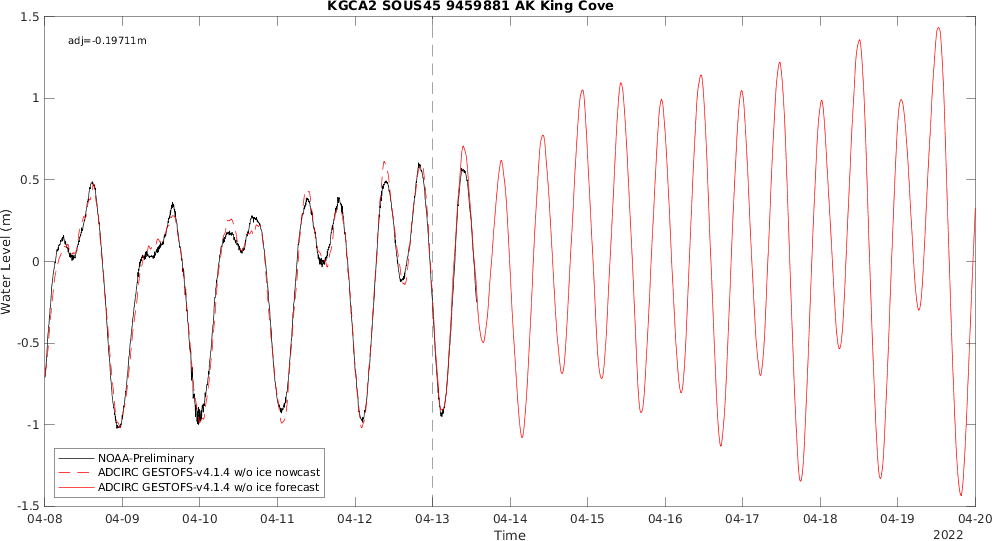 KGCA2 SOUS45 9459881 AK King Cove
adj=-0.19711m
1.5
1
0.5
0
-0.5
-1
-1.5
Water Level (m)
NOAA-Preliminary
ADCIRC GESTOFS-v4.1.4 w/o ice nowcast
ADCIRC GESTOFS-v4.1.4 w/o ice forecast
04-08 04-09 04-10 04-11 04-12 04-13 04-14 04-15 04-16 04-17 04-18 04-19 04-20
Time
2022